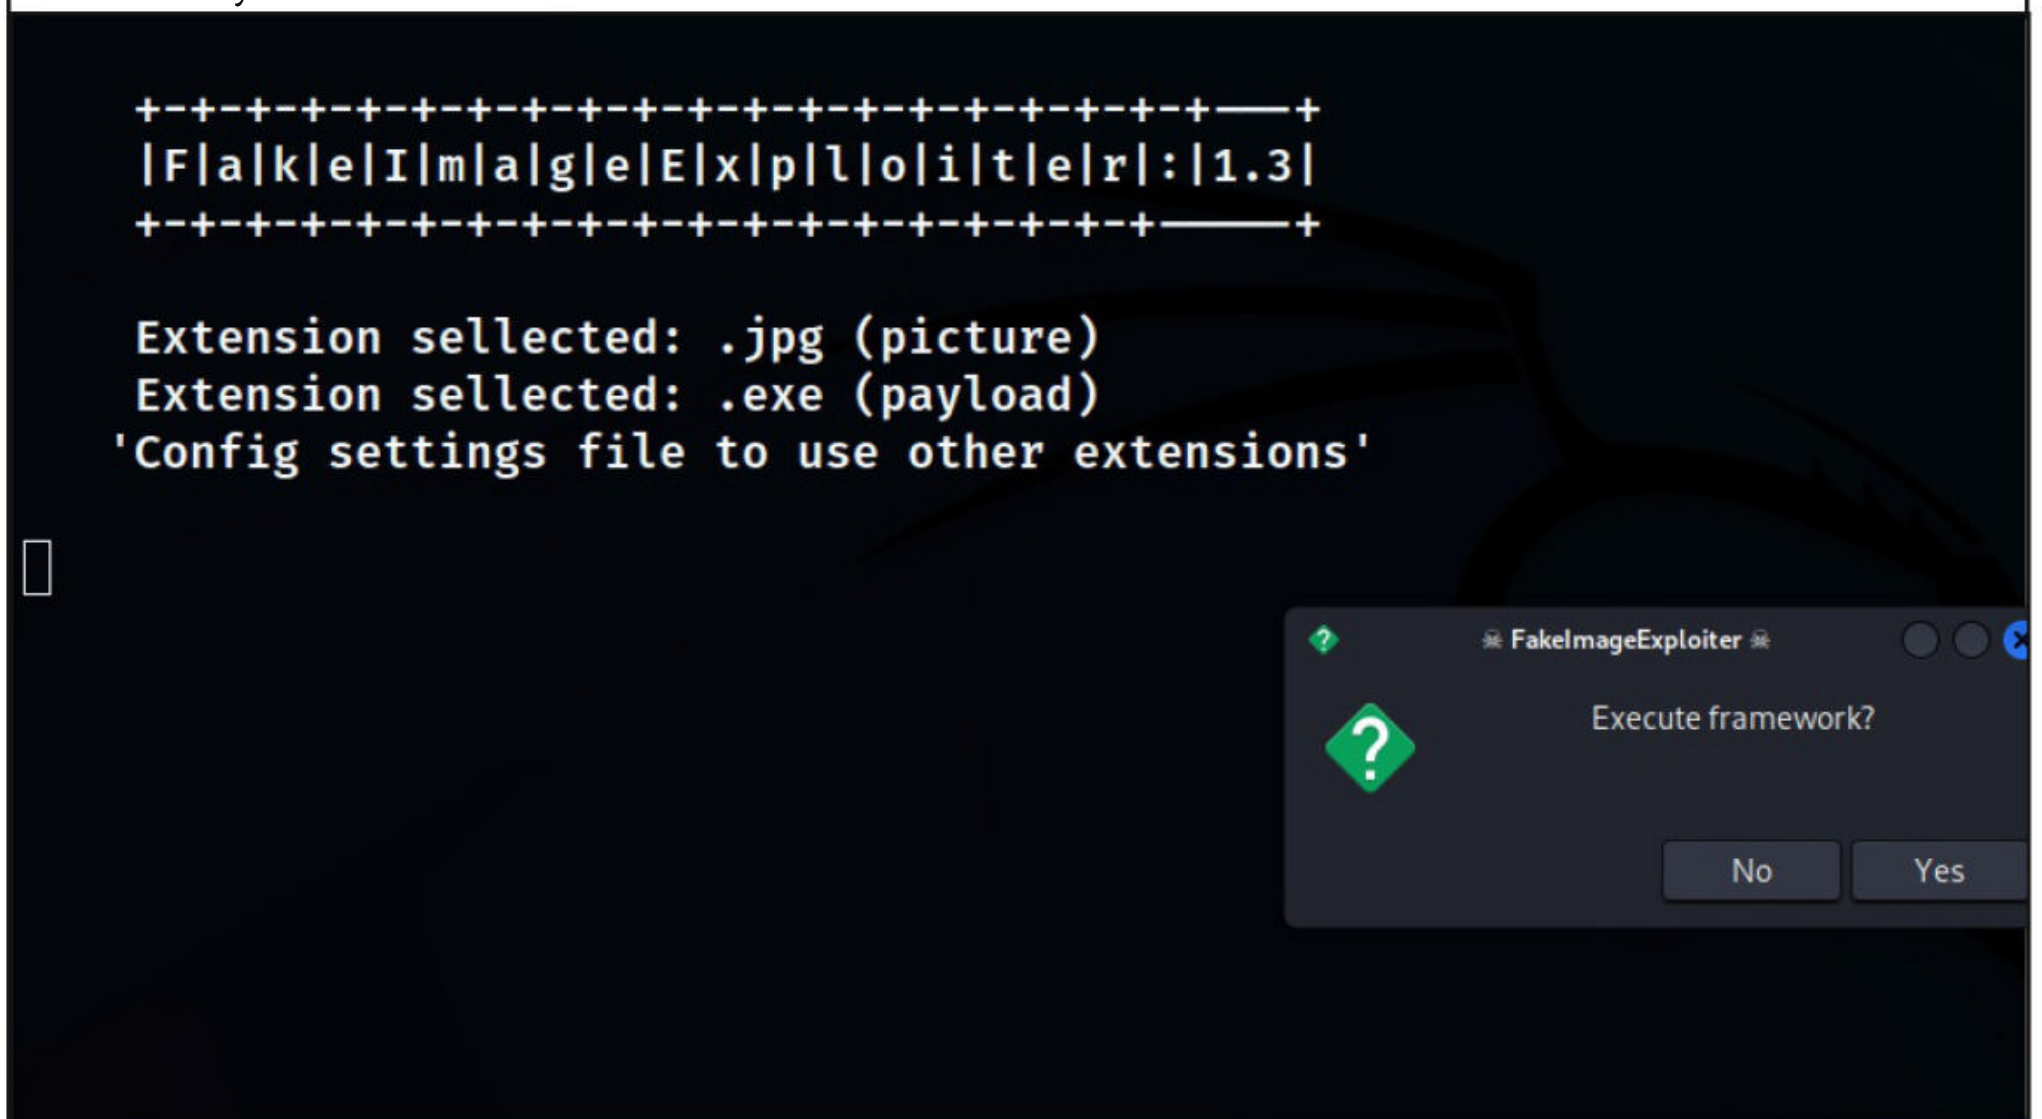 +-+-+-+-+-+-+-+-+-+-+-+-+-+-+-+-+-+-+-+-+---+
|F|a|k|e|I|m|a|g|e|E|x|p|l|o|i|t|e|r|:|1.3|
+-+-+-+-+-+-+-+-+-+-+-+-+-+-+-+-+-+-+-+-----+
Extension sellected: .jpg (picture)
Extension sellected: .exe (payload)
'Config settings file to use other extensions'
☠ FakeImageExploiter ☠
Execute framework?
No
Yes